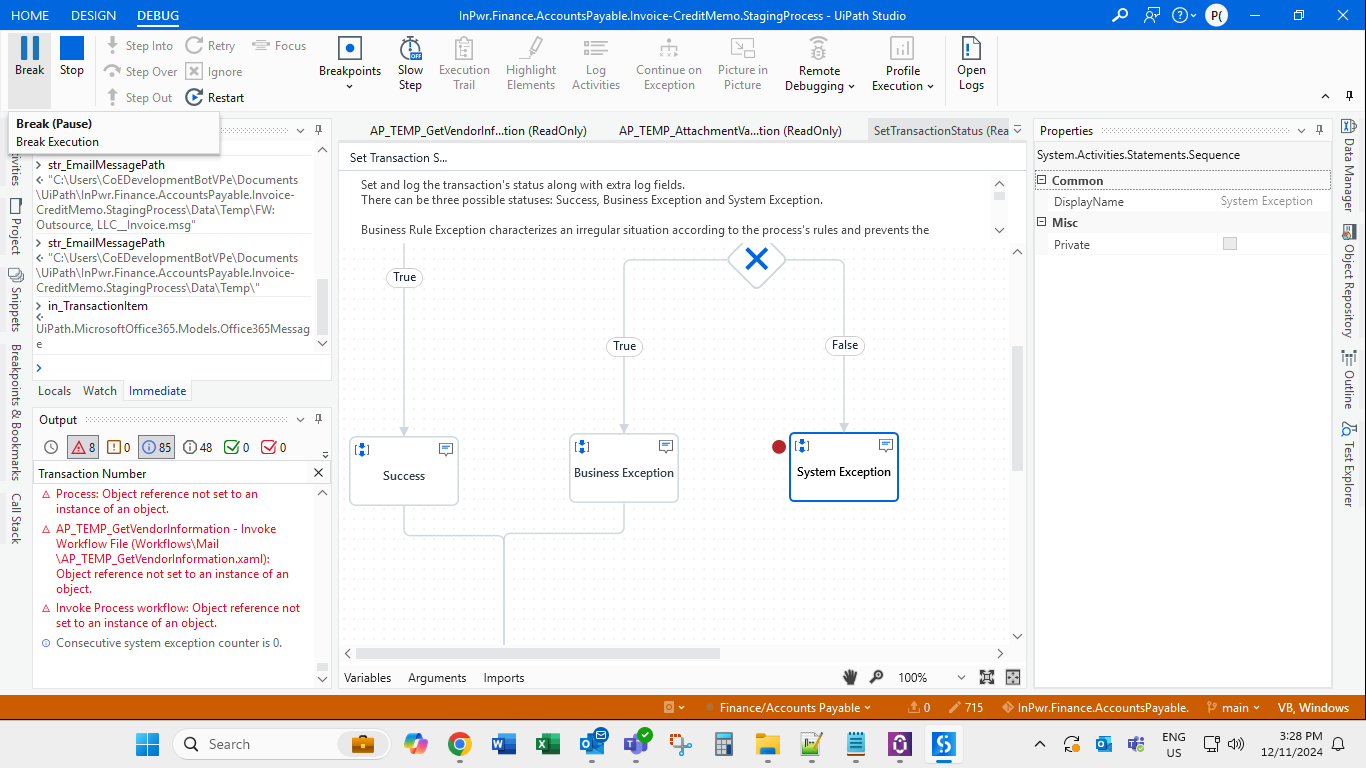 HOME
DESIGN
DEBUG
InPwr.Finance.AccountsPayable.Invoice-CreditMemo.StagingProcess - UiPath Studio
P(
Break
Stop
Step Into
Step Over
Step Out
Retry
Ignore
Restart
Focus
Breakpoints
Slow
Step
Execution
Trail
Highlight
Elements
Log
Activities
Continue on
Exception
Picture in
Picture
Remote
Debugging
Profile
Execution
Open
Logs
Break (Pause)
Break Execution
str_EmailMessagePath
"C:\Users\CoEDevelopmentBotVPe\Documents
\UiPath\InPwr.Finance.AccountsPayable.Invoice-
CreditMemo.StagingProcess\Data\Temp\FW:
Outsource, LLC__Invoice.msg"
str_EmailMessagePath
"C:\Users\CoEDevelopmentBotVPe\Documents
\UiPath\InPwr.Finance.AccountsPayable.Invoice-
CreditMemo.StagingProcess\Data\Temp\"
in_TransactionItem
UiPath.MicrosoftOffice365.Models.Office365Messag
e
Locals
Watch
Immediate
Project
Snippets
Breakpoints & Bookmarks
Call Stack
Output
8
0
85
48
0
0
Transaction Number
Process: Object reference not set to an
instance of an object.
AP_TEMP_GetVendorInformation - Invoke
Workflow File (Workflows\Mail
\AP_TEMP_GetVendorInformation.xaml):
Object reference not set to an instance of an
object.
Invoke Process workflow: Object reference not
set to an instance of an object.
Consecutive system exception counter is 0.
AP_TEMP_GetVendorInf...tion (ReadOnly)
AP_TEMP_AttachmentVa...tion (ReadOnly)
SetTransactionStatus (Rea
Set Transaction S...
Set and log the transaction's status along with extra log fields.
There can be three possible statuses: Success, Business Exception and System Exception.
Business Rule Exception characterizes an irregular situation according to the process's rules and prevents the
True
True
False
Success
Business Exception
System Exception
Variables
Arguments
Imports
100%
Properties
System.Activities.Statements.Sequence
Common
DisplayName
System Exception
Misc
Private
Data Manager
Object Repository
Outline
Test Explorer
Finance/Accounts Payable
0
715
InPwr.Finance.AccountsPayable.
main
VB, Windows
Search
ENG
US
3:28 PM
12/11/2024